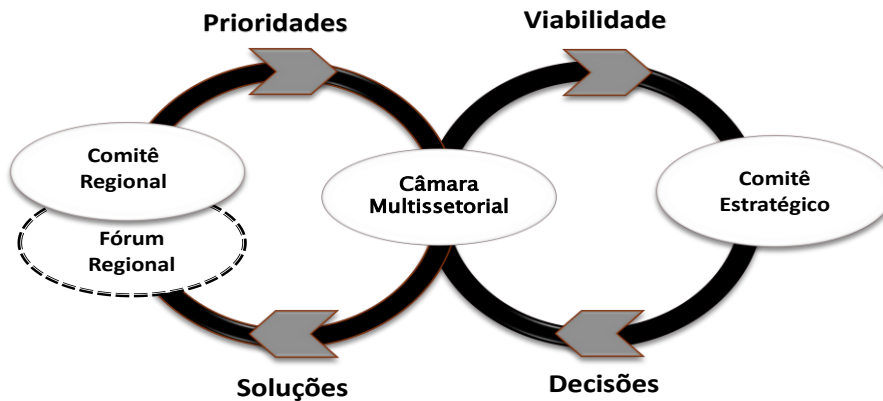 Prioridades
Viabilidade
Comitê
Regional
Fórum
Regional
Câmara
Multissetorial
Comitê
Estratégico
Soluções
Decisões